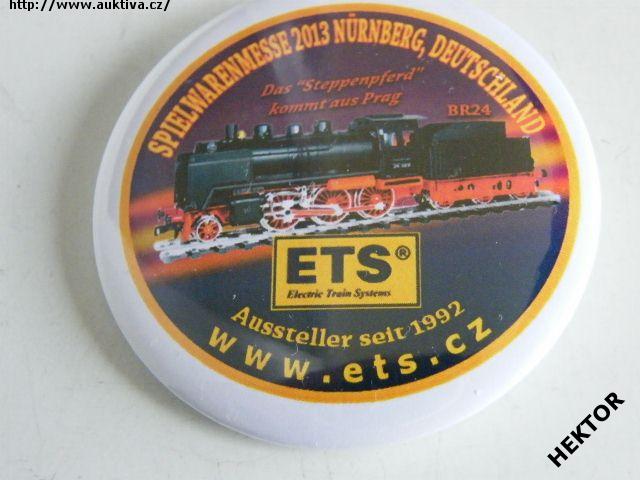 http://www.auktiva.cz/
SPIELWARENMESSE 2013 NÜRNBERG, DEUTSCHLAND
Das "Steppenpferd"
kommt aus Prag
BR24
ETS®
Electric Train Systems
Aussteller seit 1992
www.ets.cz
HEKTOR